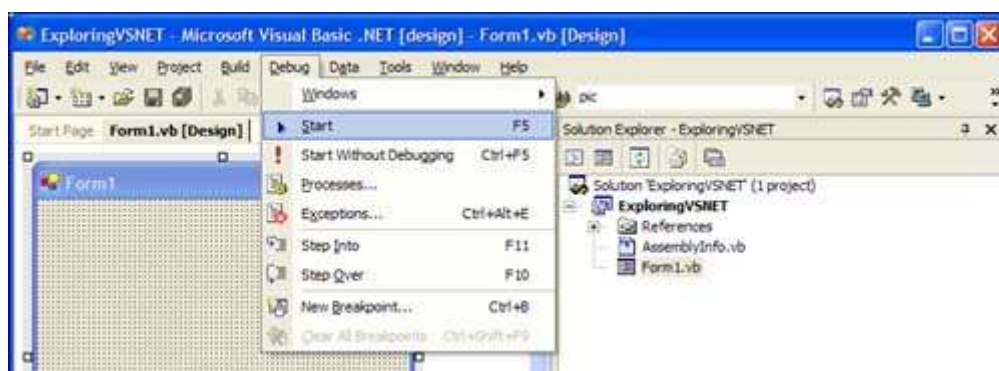 ExploringVSNET - Microsoft Visual Basic .NET [design] - Form1.vb [Design]
File Edit View Project Build Debug Data Tools Window Help
pic
Start Page Form1.vb [Design]
Form1
Windows
Start F5
Start Without Debugging Ctrl+F5
Processes...
Exceptions... Ctrl+Alt+E
Step Into F11
Step Over F10
New Breakpoint... Ctrl+B
Clear All Breakpoints Ctrl+Shift+F9
Solution Explorer - ExploringVSNET
Solution 'ExploringVSNET' (1 project)
ExploringVSNET
References
AssemblyInfo.vb
Form1.vb